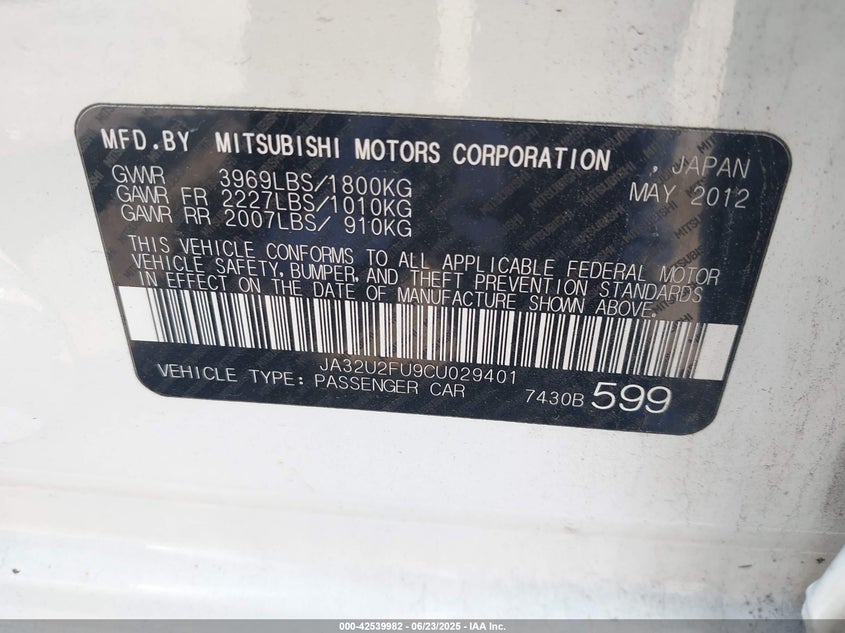 MFD.BY MITSUBISHI MOTORS CORPORATION , JAPAN
GVWR 3969LBS/1800KG MAY 2012
GAWR FR 2227LBS/1010KG
GAWR RR 2007LBS/ 910KG
THIS VEHICLE CONFORMS TO ALL APPLICABLE FEDERAL MOTOR
VEHICLE SAFETY, BUMPER, AND THEFT PREVENTION STANDARDS
IN EFFECT ON THE DATE OF MANUFACTURE SHOWN ABOVE.
JA32U2FU9CU029401
VEHICLE TYPE: PASSENGER CAR 7430B 599
000-42539982 - 06/23/2025 - IAA Inc.